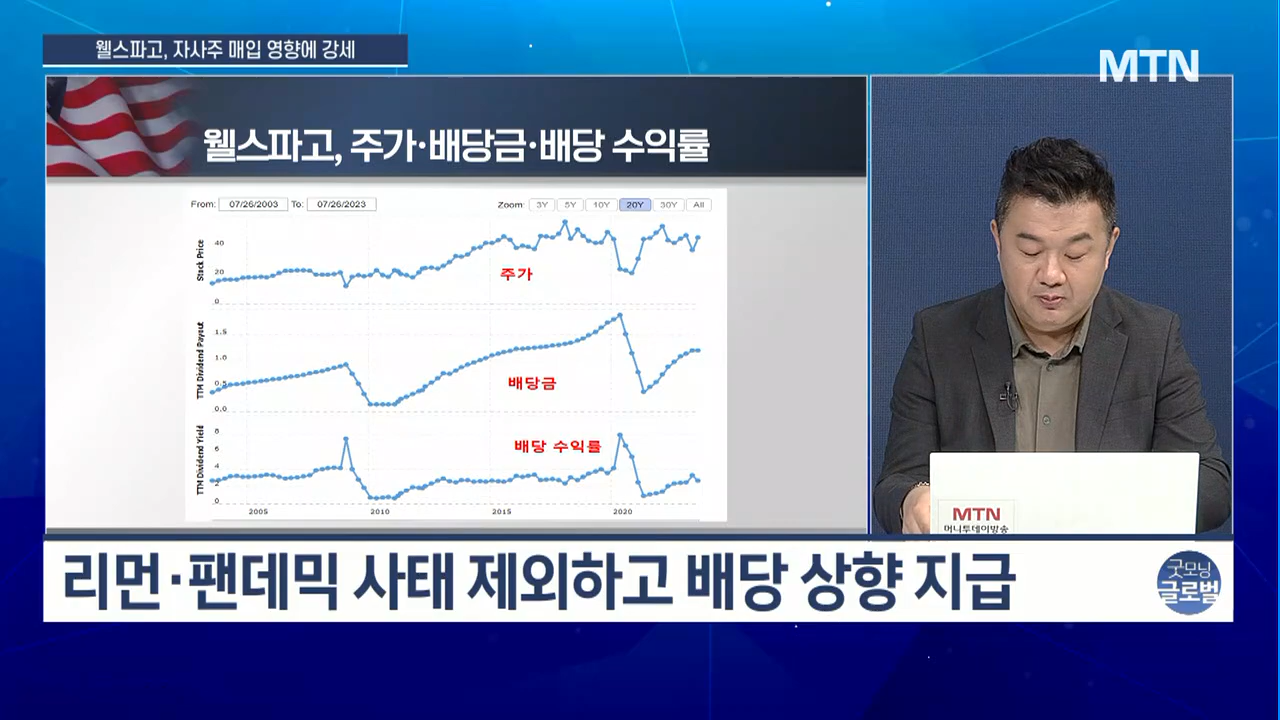 웰스파고, 자사주 매입 영향에 강세
MTN
웰스파고, 주가·배당금·배당 수익률
From: 07/26/2003 To: 07/26/2023
Zoom: 3Y 5Y 10Y 20Y 30Y All
Stock Price
40
20
0
주가
TTM Dividend Payout
1.5
1.0
0.5
0.0
배당금
TTM Dividend Yield
8
6
4
2
0
배당 수익률
2005 2010 2015 2020
MTN
머니투데이방송
리먼·팬데믹 사태 제외하고 배당 상향 지급
굿모닝
글로벌